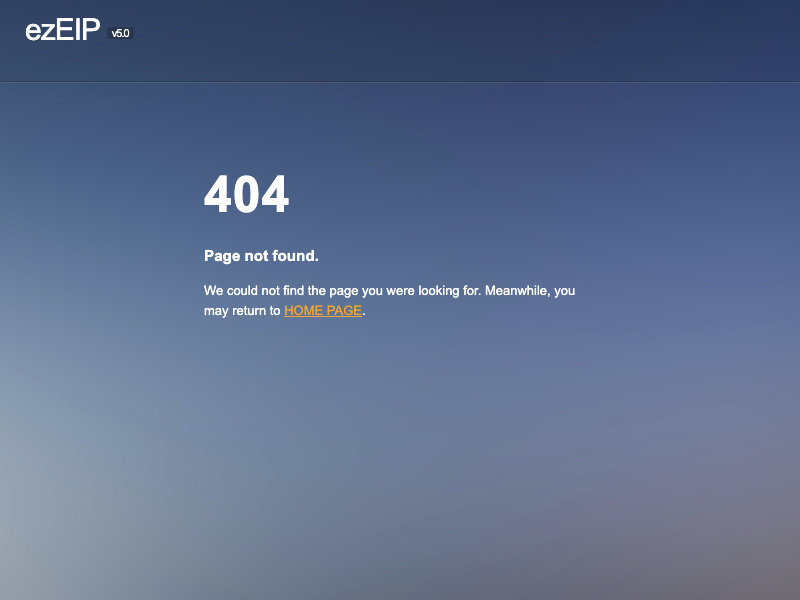 ezEIP v5.0
404
Page not found.
We could not find the page you were looking for. Meanwhile, you
may return to HOME PAGE.